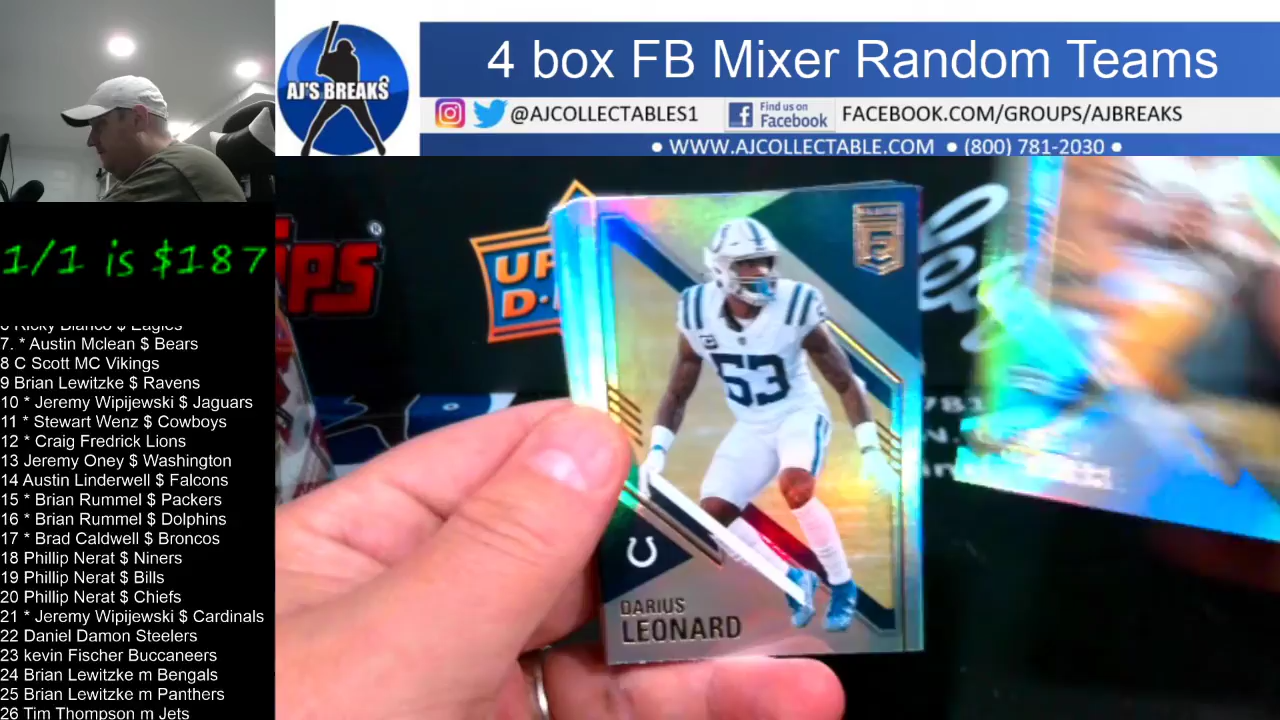 4 box FB Mixer Random Teams
AJ'S BREAKS
@AJCOLLECTABLES1
Find us on
Facebook
FACEBOOK.COM/GROUPS/AJBREAKS
• WWW.AJCOLLECTABLE.COM • (800) 781-2030 •
1/1 is $187
7. * Austin Mclean $ Bears
8 C Scott MC Vikings
9 Brian Lewitzke $ Ravens
10 * Jeremy Wipijewski $ Jaguars
11 * Stewart Wenz $ Cowboys
12 * Craig Fredrick Lions
13 Jeremy Oney $ Washington
14 Austin Linderwell $ Falcons
15 * Brian Rummel $ Packers
16 * Brian Rummel $ Dolphins
17 * Brad Caldwell $ Broncos
18 Phillip Nerat $ Niners
19 Phillip Nerat $ Bills
20 Phillip Nerat $ Chiefs
21 * Jeremy Wipijewski $ Cardinals
22 Daniel Damon Steelers
23 kevin Fischer Buccaneers
24 Brian Lewitzke m Bengals
25 Brian Lewitzke m Panthers
26 Tim Thompson m Jets
UP
D
53
E
DARIUS
LEONARD